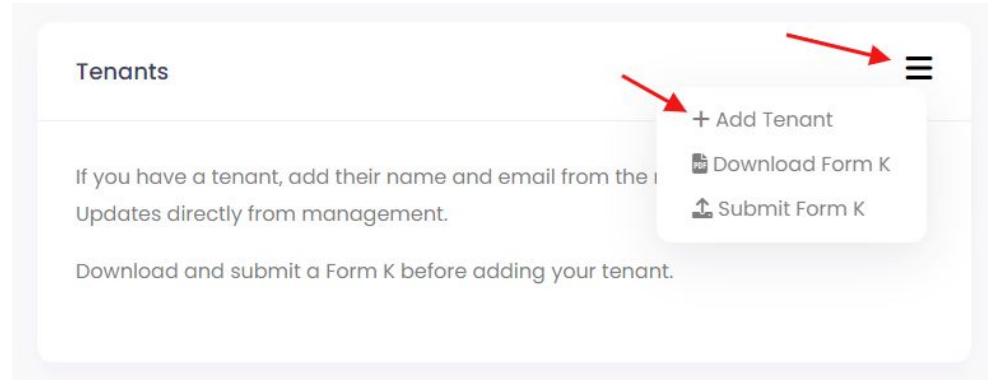 Tenants
+ Add Tenant
Download Form K
Submit Form K
If you have a tenant, add their name and email from the
Updates directly from management.
Download and submit a Form K before adding your tenant.